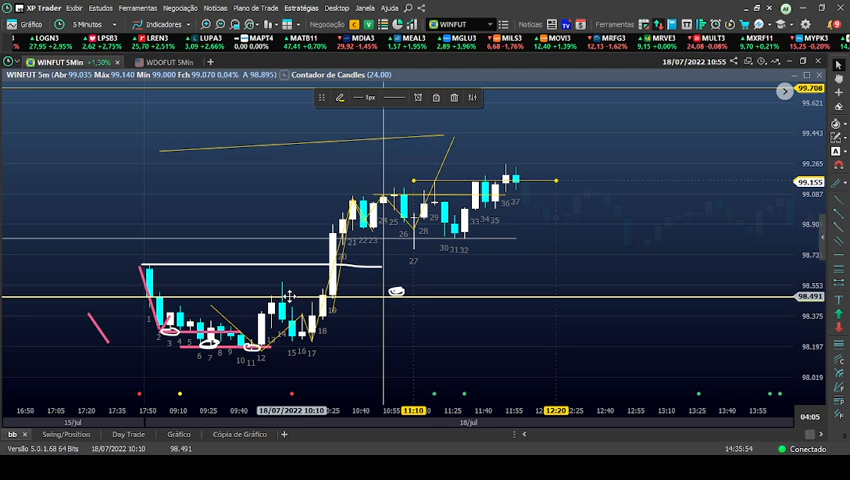 XP Trader Exibição Estudos Ferramentas Negociação Notícias Plano de Trade Estratégias Desktop Janela Ajuda
Gráfico 5 Minutos Indicadores Negociação C V WINFUT Notícias TV Ferramentas
LOGN3 LPSB3 LREN3 LUPA3 MAPT4 MATB11 MDIA3 MEAL3 MGLU3 MILS3 MOVI3 MRFG3 MRVE3 MULT3 MXRF11 MYPK3
27.95 +2,95% 2,62 +2,75% 25,70 +2,51% 3,09 +2,66% 0,00 0,00% 47,41 +0,70% 29,92 -1,45% 1,57 +1,95% 2,89 +3,96% 6,68 -1,76% 12,40 +1,39% 12,13 -1,62% 9,15 +0,00% 24,08 -0,08% 9,70 +0,21% 15,25 -0,20%
WINFUT 5Min +1,30% WDOFUT 5Min +
WINFUT 5m (Abr 99.035 Máx 99.140 Mín 99.000 Fch 99.070 0,04% A 98.895) Contador de Candles (24,00) 18/07/2022 10:55
1px
99.708
99.621
99.443
99.265
99.155
99.087
98.909
98.731
98.553
98.491
98.375
98.197
98.019
1 2 3 4 5 6 7 8 9 10 11 12 13 14 15 16 17 18 19 20 21 22 23 24 25 26 27 28 29 30 31 32 33 34 35 36 37
16:50 17:05 17:20 17:35 17:50 09:10 09:25 09:40 18/07/2022 10:10 0:25 10:40 10:55 11:10 11:25 11:40 11:55 12:20 12:35 12:50 13:10 13:25 13:40 13:55 04:05
15/jul 18/jul
bb Swing/Position Day Trade Gráfico Cópia de Gráfico +
Versão 5.0.1.68 64 Bits 18/07/2022 10:10 98.491 14:35:54 Conectado